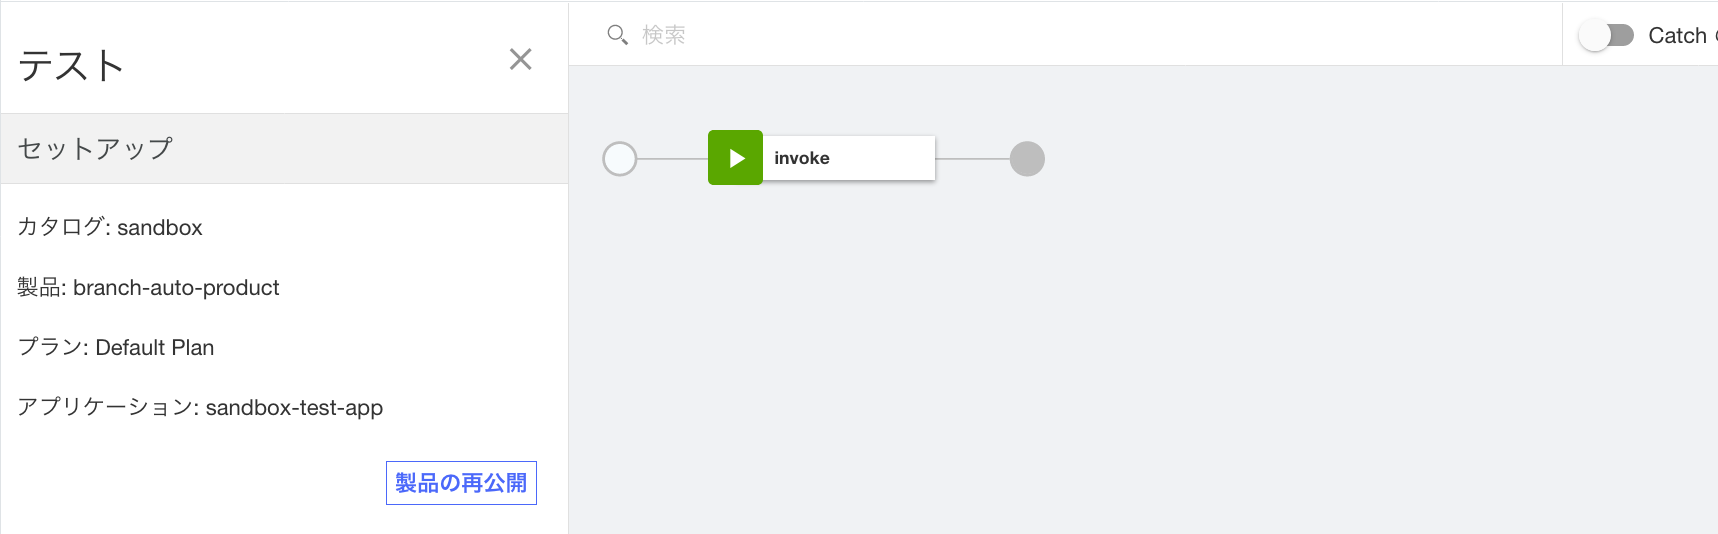 テスト
セットアップ
カタログ: sandbox
製品: branch-auto-product
プラン: Default Plan
アプリケーション: sandbox-test-app
製品の再公開
検索
Catch
invoke